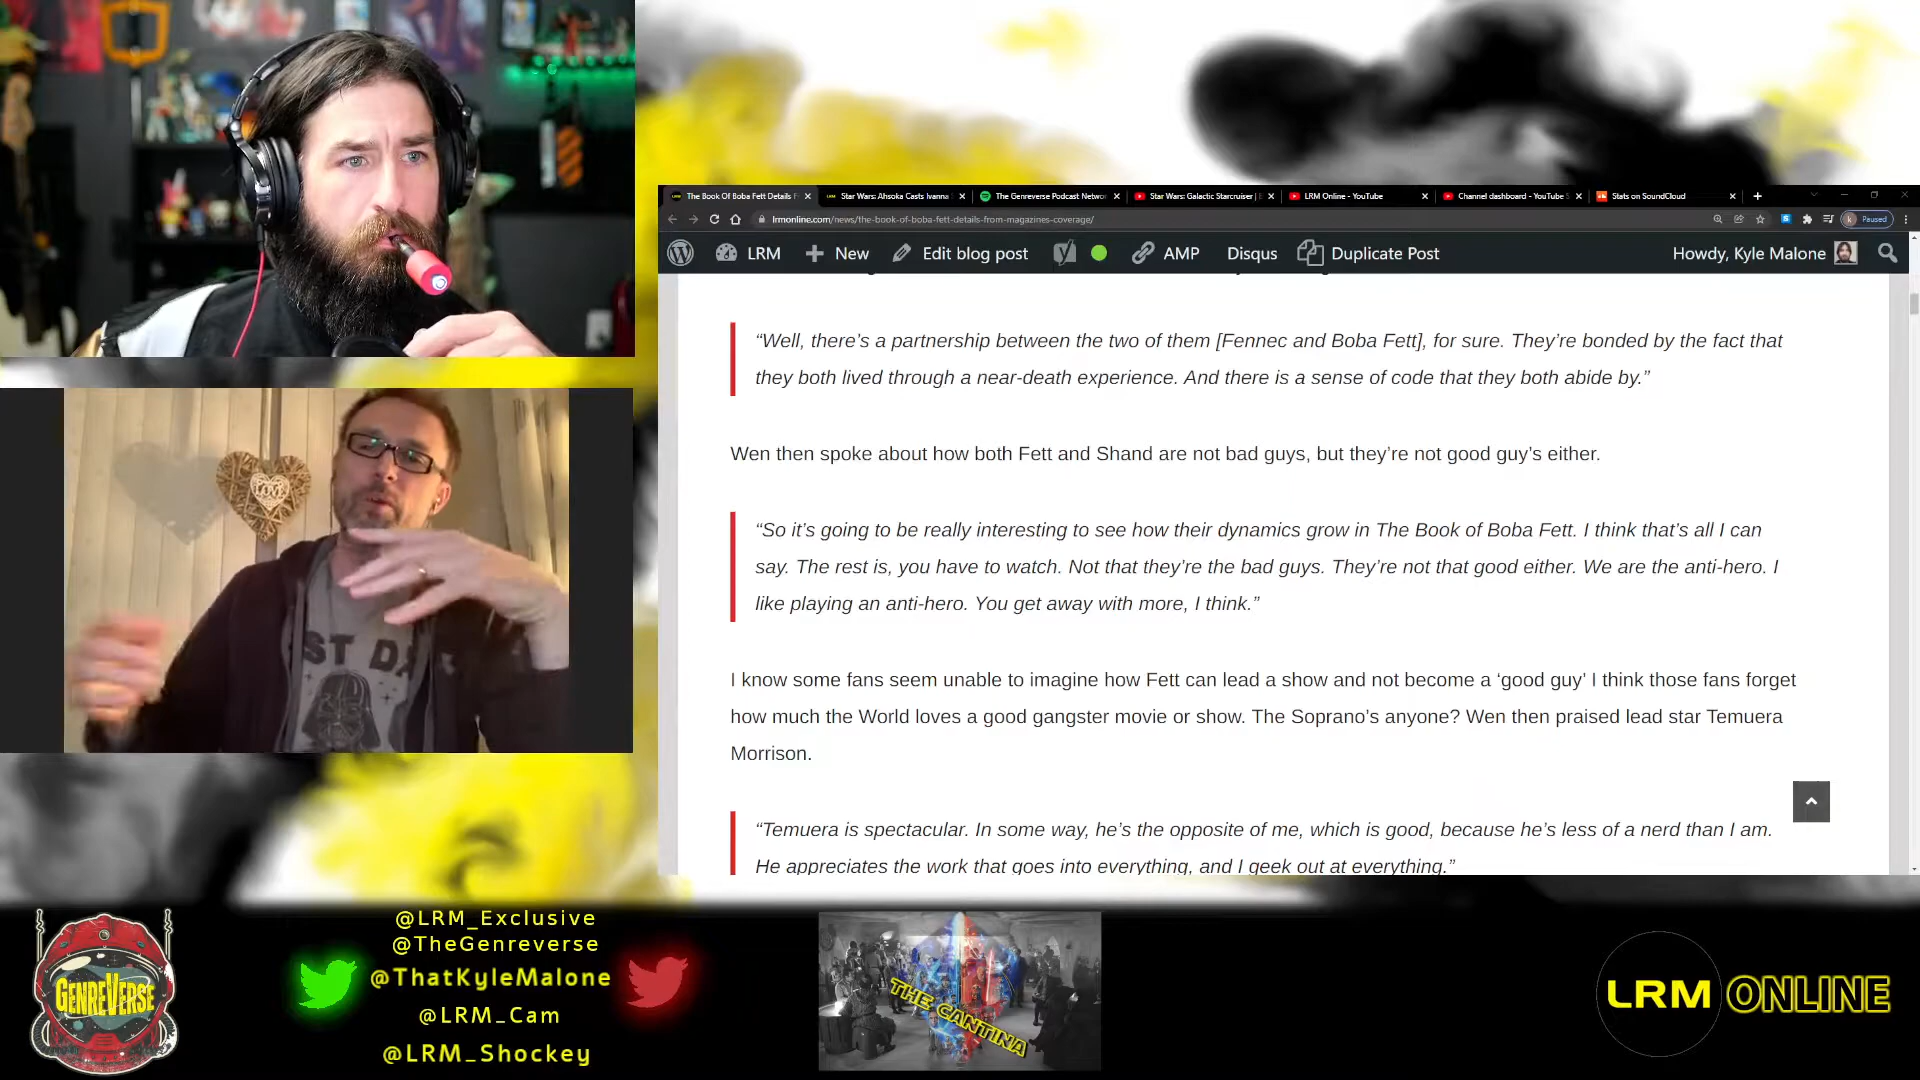 The Book Of Boba Fett Details F
Star Wars: Ahsoka Casts Ivanna
The Genreverse Podcast Networ
Star Wars: Galactic Starcruiser |
LRM Online - YouTube
Channel dashboard - YouTube S
Stats on SoundCloud
lrmonline.com/news/the-book-of-boba-fett-details-from-magazines-coverage/
Paused
LRM
New
Edit blog post
AMP
Disqus
Duplicate Post
Howdy, Kyle Malone
“Well, there’s a partnership between the two of them [Fennec and Boba Fett], for sure. They’re bonded by the fact that
they both lived through a near-death experience. And there is a sense of code that they both abide by.”
Wen then spoke about how both Fett and Shand are not bad guys, but they’re not good guy’s either.
“So it’s going to be really interesting to see how their dynamics grow in The Book of Boba Fett. I think that’s all I can
say. The rest is, you have to watch. Not that they’re the bad guys. They’re not that good either. We are the anti-hero. I
like playing an anti-hero. You get away with more, I think.”
I know some fans seem unable to imagine how Fett can lead a show and not become a ‘good guy’ I think those fans forget
how much the World loves a good gangster movie or show. The Soprano’s anyone? Wen then praised lead star Temuera
Morrison.
“Temuera is spectacular. In some way, he’s the opposite of me, which is good, because he’s less of a nerd than I am.
He appreciates the work that goes into everything, and I geek out at everything.”
LOVE
ST DA
GENREVERSE
@LRM_Exclusive
@TheGenreverse
@ThatKyleMalone
@LRM_Cam
@LRM_Shockey
THE CANTINA
LRM ONLINE